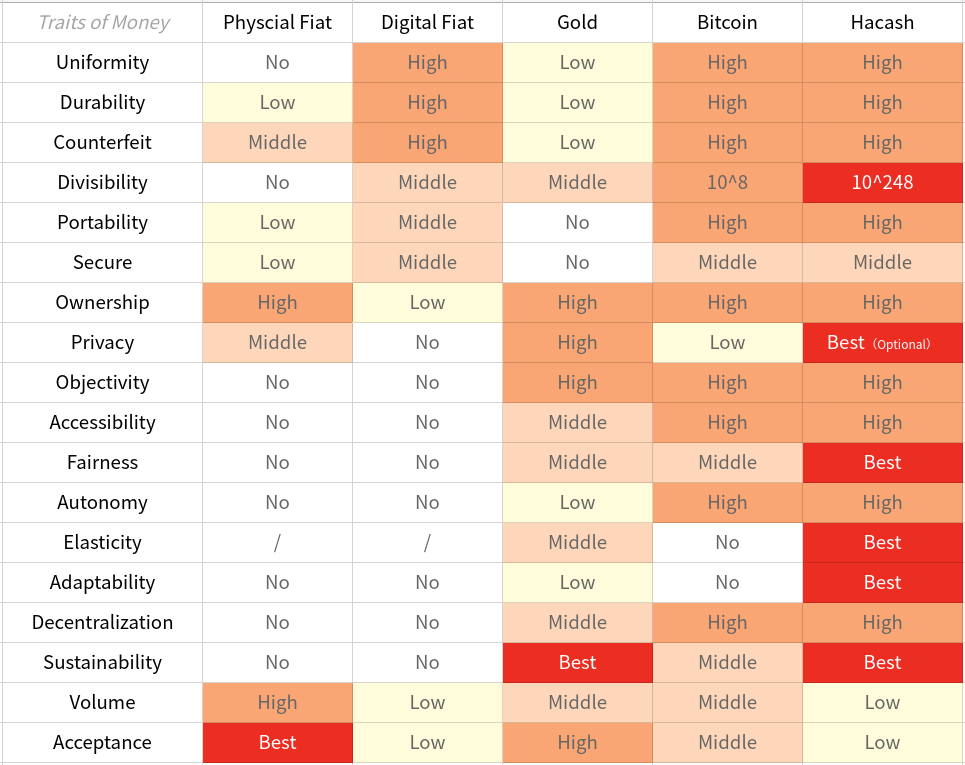 Traits of Money Physcial Fiat Digital Fiat Gold Bitcoin Hacash
Uniformity No High Low High High
Durability Low High Low High High
Counterfeit Middle High Low High High
Divisibility No Middle Middle 10^8 10^248
Portability Low Middle No High High
Secure Low Middle No Middle Middle
Ownership High Low High High High
Privacy Middle No High Low Best（Optional）
Objectivity No No High High High
Accessibility No No Middle High High
Fairness No No Middle Middle Best
Autonomy No No Low High High
Elasticity / / Middle No Best
Adaptability No No Low No Best
Decentralization No No Middle High High
Sustainability No No Best Middle Best
Volume High Low Middle Middle Low
Acceptance Best Low High Middle Low